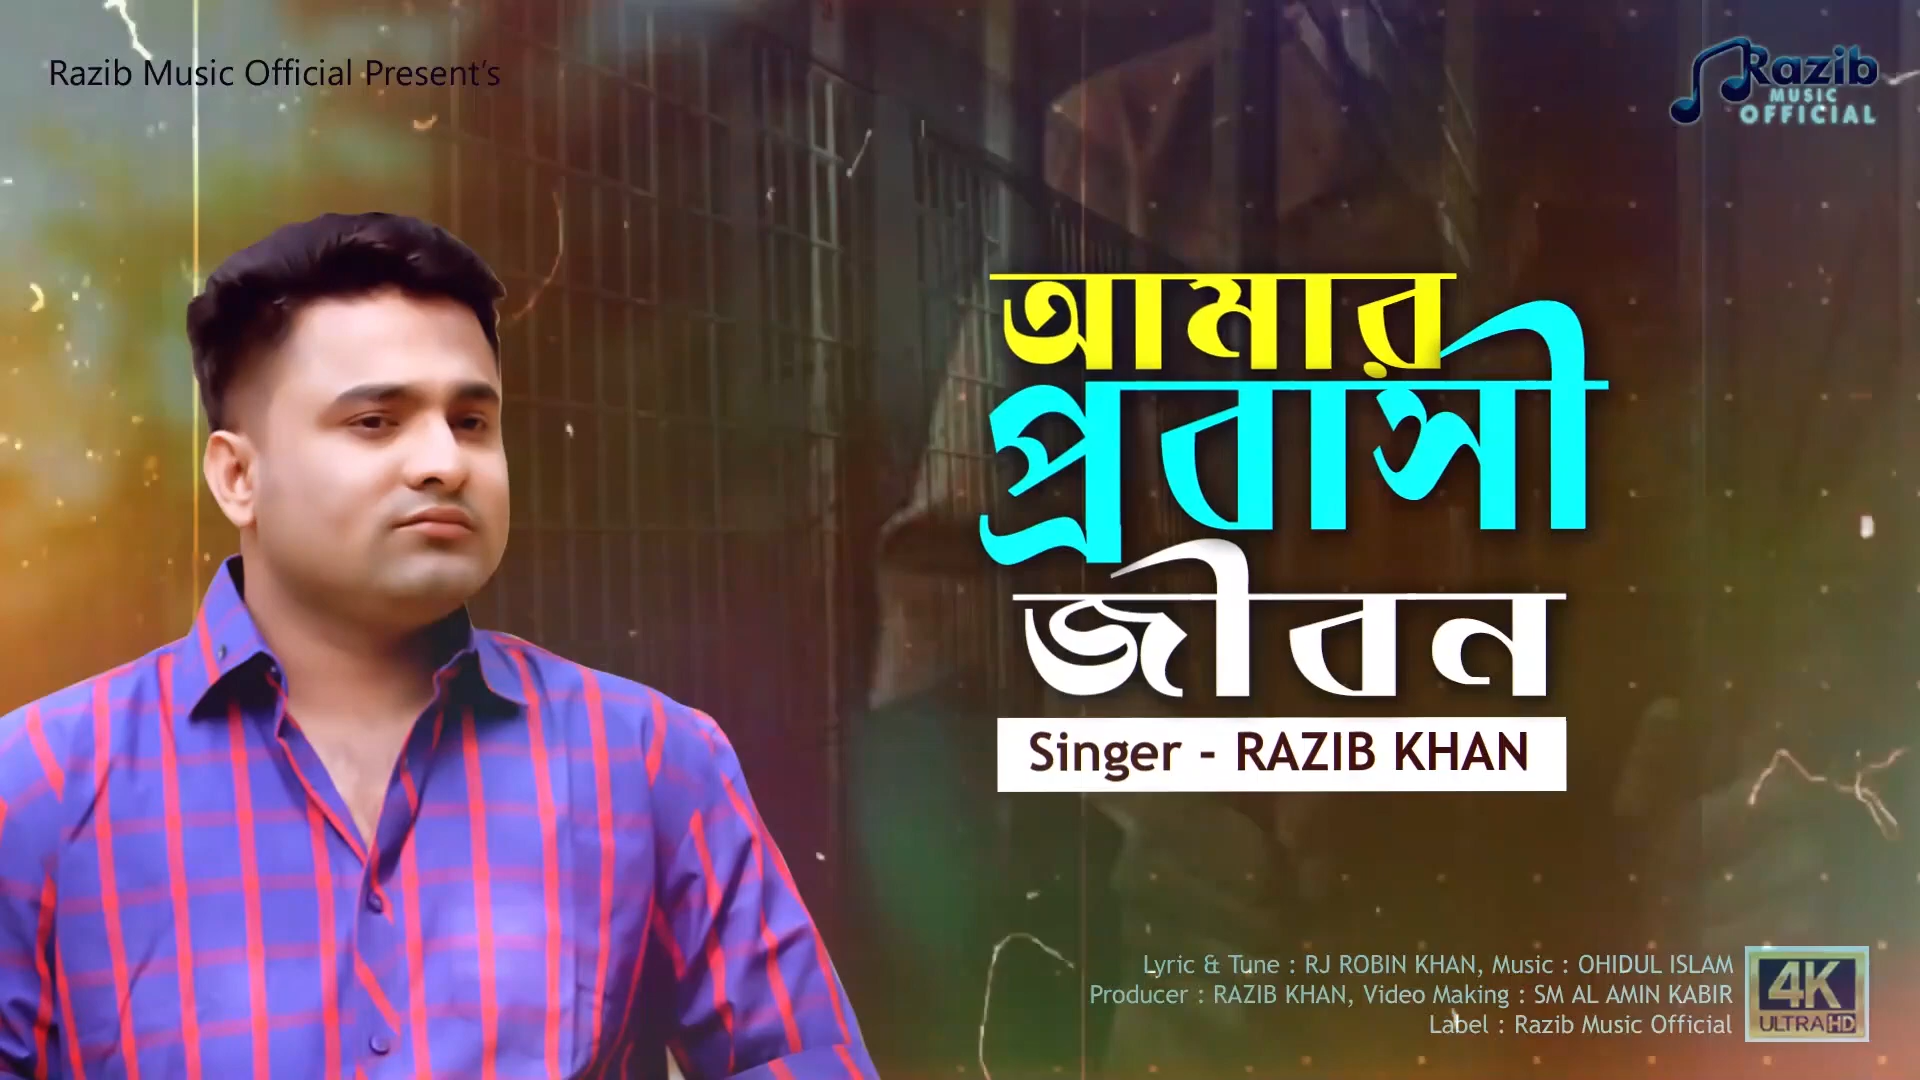 Razib Music Official Present's
Razib
MUSIC
OFFICIAL
আমার
প্রবাসী
জীবন
Singer - RAZIB KHAN
Lyric & Tune : RJ ROBIN KHAN, Music : OHIDUL ISLAM
Producer : RAZIB KHAN, Video Making : SM AL AMIN KABIR
Label : Razib Music Official
4K
ULTRA HD